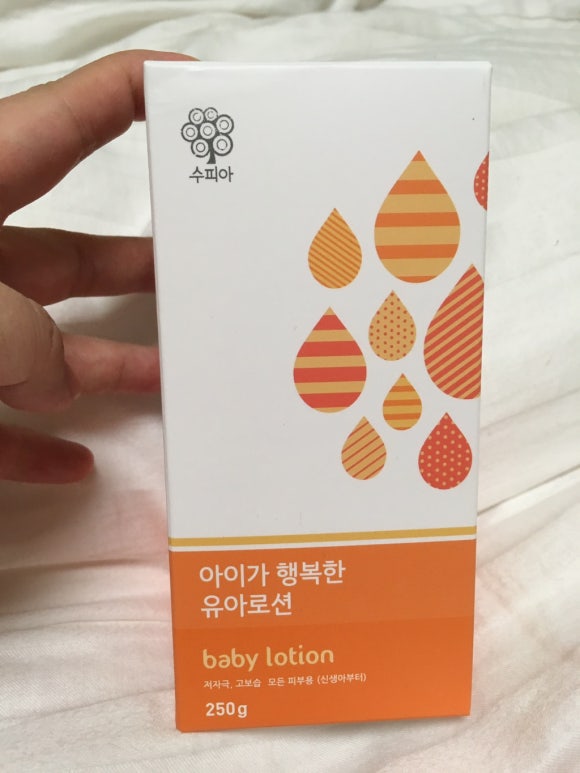 수피아
아이가 행복한
유아로션
baby lotion
저자극, 고보습 모든 피부용 (신생아부터)
250g